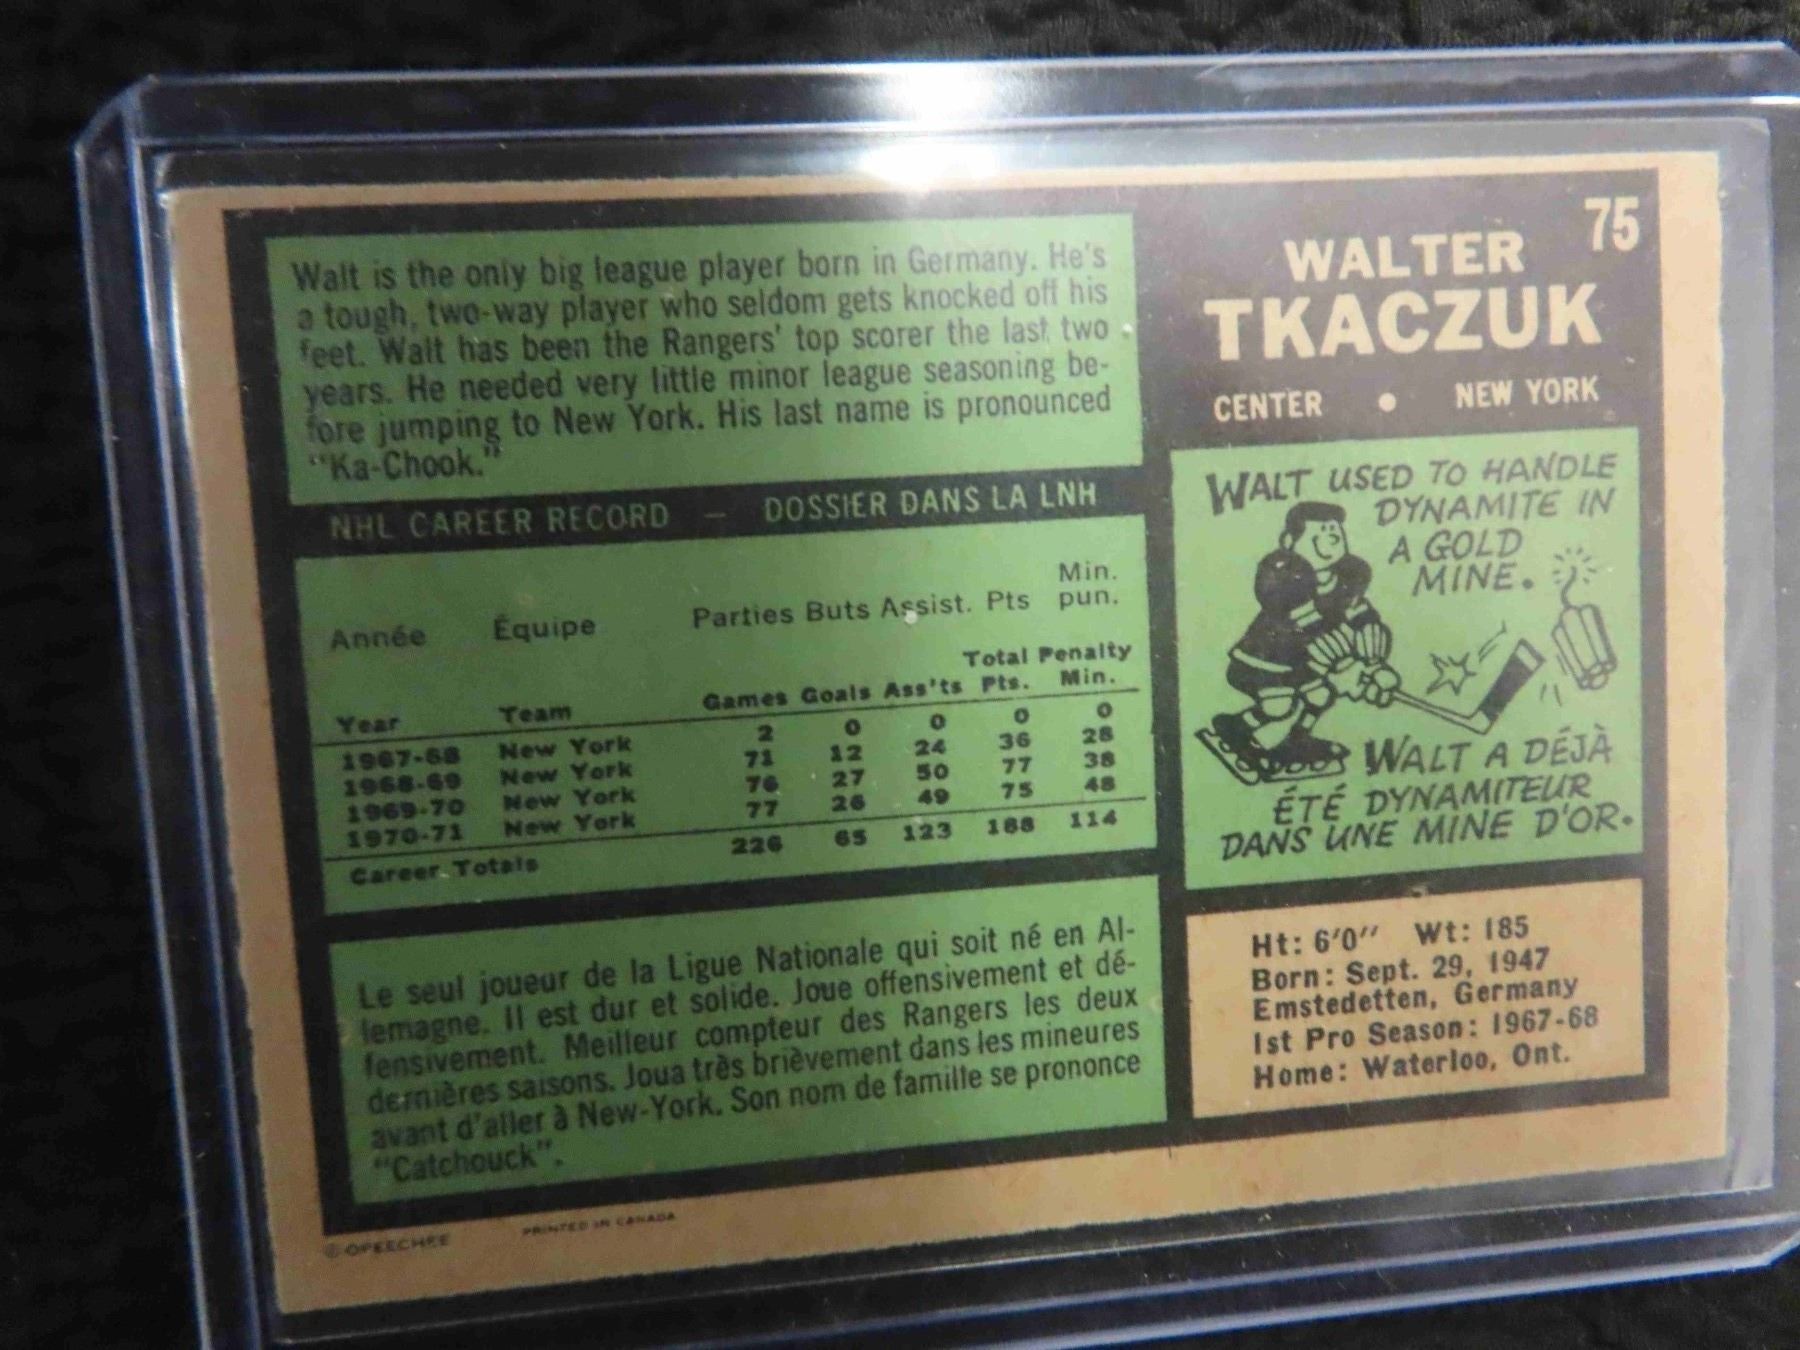 75
WALTER
TKACZUK
CENTER • NEW YORK
Walt is the only big league player born in Germany. He's
a tough, two-way player who seldom gets knocked off his
feet. Walt has been the Rangers' top scorer the last two
years. He needed very little minor league seasoning be-
fore jumping to New York. His last name is pronounced
"Ka-Chook."
NHL CAREER RECORD — DOSSIER DANS LA LNH
Année Équipe Parties Buts Assist. Pts Min. pun.
Year Team Games Goals Ass'ts Total Pts. Penalty Min.
1967-68 New York 2 0 0 0 0
1968-69 New York 71 12 24 36 28
1969-70 New York 76 27 50 77 38
1970-71 New York 77 26 49 75 48
Career Totals 226 65 123 188 114
Le seul joueur de la Ligue Nationale qui soit né en Al-
lemagne. Il est dur et solide. Joue offensivement et dé-
fensivement. Meilleur compteur des Rangers les deux
dernières saisons. Joua très brièvement dans les mineures
avant d'aller à New-York. Son nom de famille se prononce
"Catchouck".
WALT USED TO HANDLE
DYNAMITE IN
A GOLD
MINE.
WALT A DÉJÀ
ÉTÉ DYNAMITEUR
DANS UNE MINE D'OR.
Ht: 6'0" Wt: 185
Born: Sept. 29, 1947
Emstedetten, Germany
1st Pro Season: 1967-68
Home: Waterloo, Ont.
© OPEECHEE PRINTED IN CANADA